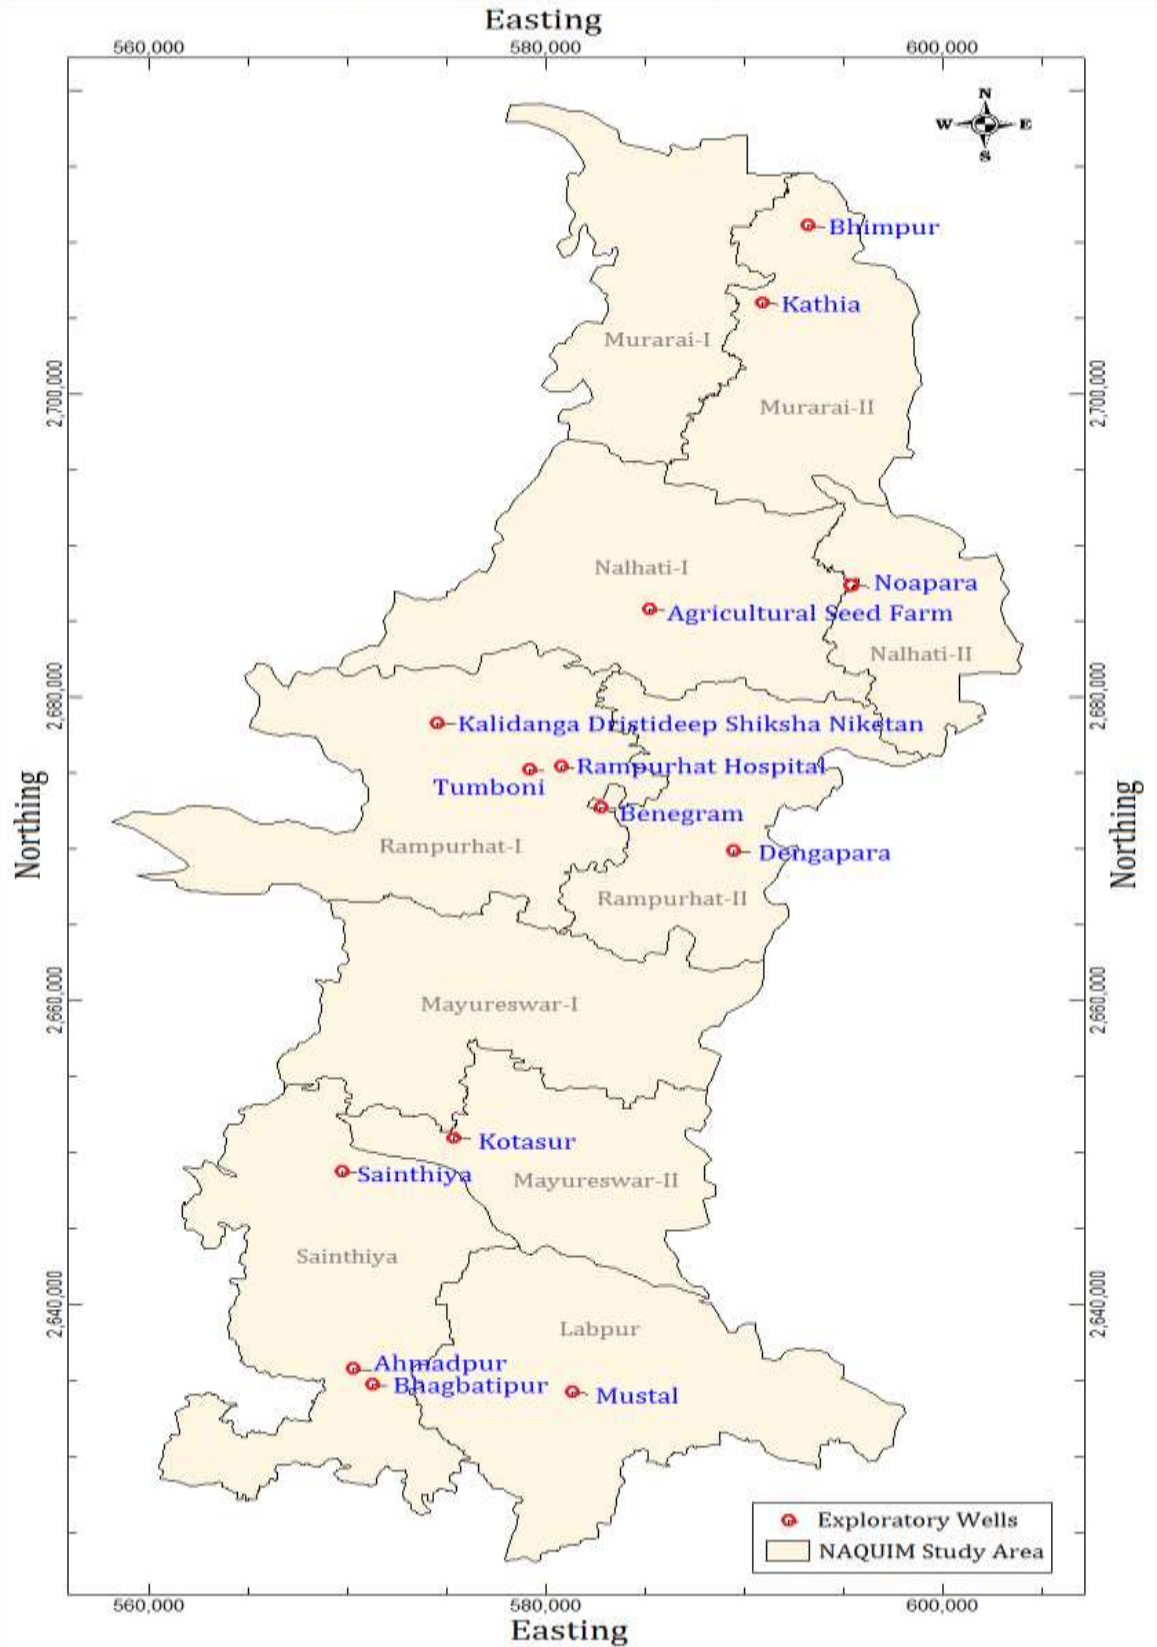 Easting
560,000 580,000 600,000
N
W E
S
Bhimpur
Kathia
Murarai-I
2,700,000 2,700,000
Murarai-II
Nalhati-I
Noapara
Agricultural Seed Farm
Nalhati-II
2,680,000 2,680,000
Kalidanga Dristideep Shiksha Niketan
Rampurhat Hospital
Tumboni
Benegram
Northing Northing
Rampurhat-I
Dengapara
Rampurhat-II
2,660,000 2,660,000
Mayureswar-I
Kotasur
Sainthiya
Mayureswar-II
Sainthiya
2,640,000 2,640,000
Labpur
Ahmadpur
Bhagbatipur
Mustal
Exploratory Wells
NAQUIM Study Area
560,000 580,000 600,000
Easting